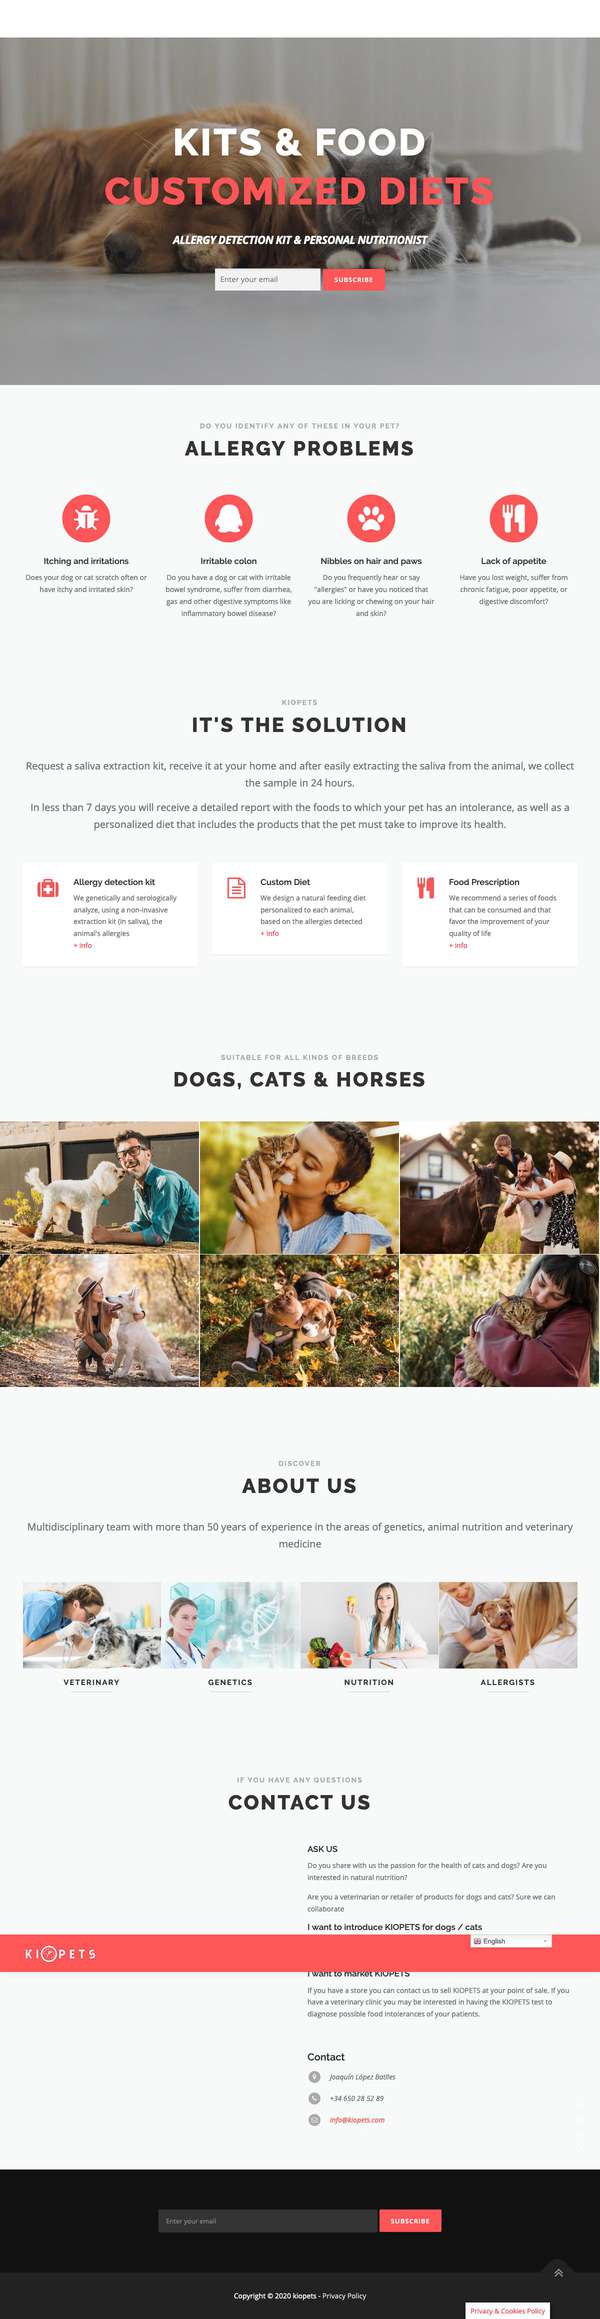 KITS & FOOD
CUSTOMIZED DIETS
ALLERGY DETECTION KIT & PERSONAL NUTRITIONIST
Enter your email
SUBSCRIBE
DO YOU IDENTIFY ANY OF THESE IN YOUR PET?
ALLERGY PROBLEMS
Itching and irritations
Does your dog or cat scratch often or
have itchy and irritated skin?
Irritable colon
Do you have a dog or cat with irritable
bowel syndrome, suffer from diarrhea,
gas and other digestive symptoms like
inflammatory bowel disease?
Nibbles on hair and paws
Do you frequently hear or say
"allergies" or have you noticed that
you are licking or chewing on your hair
and skin?
Lack of appetite
Have you lost weight, suffer from
chronic fatigue, poor appetite, or
digestive discomfort?
KIOPETS
IT'S THE SOLUTION
Request a saliva extraction kit, receive it at your home and after easily extracting the saliva from the animal, we collect
the sample in 24 hours.
In less than 7 days you will receive a detailed report with the foods to which your pet has an intolerance, as well as a
personalized diet that includes the products that the pet must take to improve its health.
Allergy detection kit
We genetically and serologically
analyze, using a non-invasive
extraction kit (in saliva), the
animal's allergies
+ info
Custom Diet
We design a natural feeding diet
personalized to each animal,
based on the allergies detected
+ info
Food Prescription
We recommend a series of foods
that can be consumed and that
favor the improvement of your
quality of life
+ info
SUITABLE FOR ALL KINDS OF BREEDS
DOGS, CATS & HORSES
DISCOVER
ABOUT US
Multidisciplinary team with more than 50 years of experience in the areas of genetics, animal nutrition and veterinary
medicine
VETERINARY
GENETICS
NUTRITION
ALLERGISTS
IF YOU HAVE ANY QUESTIONS
CONTACT US
ASK US
Do you share with us the passion for the health of cats and dogs? Are you
interested in natural nutrition?
Are you a veterinarian or retailer of products for dogs and cats? Sure we can
collaborate
I want to introduce KIOPETS for dogs / cats
English
KIOPETS
I want to market KIOPETS
If you have a store you can contact us to sell KIOPETS at your point of sale. If you
have a veterinary clinic you may be interested in having the KIOPETS test to
diagnose possible food intolerances of your patients.
Contact
Joaquín López Batlles
+34 650 28 52 89
info@kiopets.com
Enter your email
SUBSCRIBE
Copyright © 2020 kiopets - Privacy Policy
Privacy & Cookies Policy